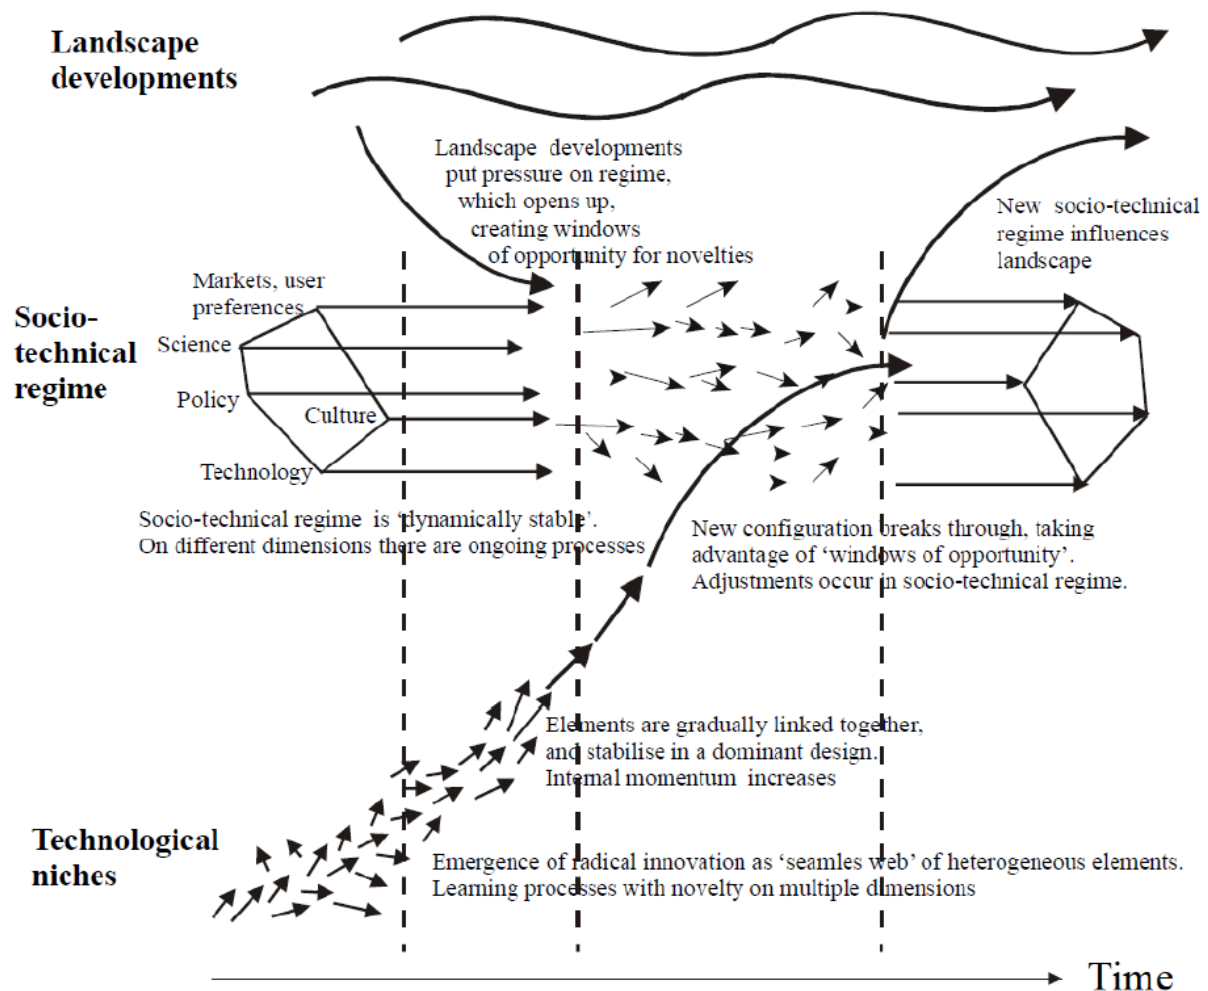 Landscape
developments
Landscape developments
put pressure on regime,
which opens up,
creating windows
of opportunity for novelties
New socio-technical
regime influences
landscape
Socio-
technical
regime
Markets, user
preferences
Science
Policy
Culture
Technology
Socio-technical regime is ‘dynamically stable’.
On different dimensions there are ongoing processes
New configuration breaks through, taking
advantage of ‘windows of opportunity’.
Adjustments occur in socio-technical regime.
Elements are gradually linked together,
and stabilise in a dominant design.
Internal momentum increases
Technological
niches
Emergence of radical innovation as ‘seamles web’ of heterogeneous elements.
Learning processes with novelty on multiple dimensions
Time